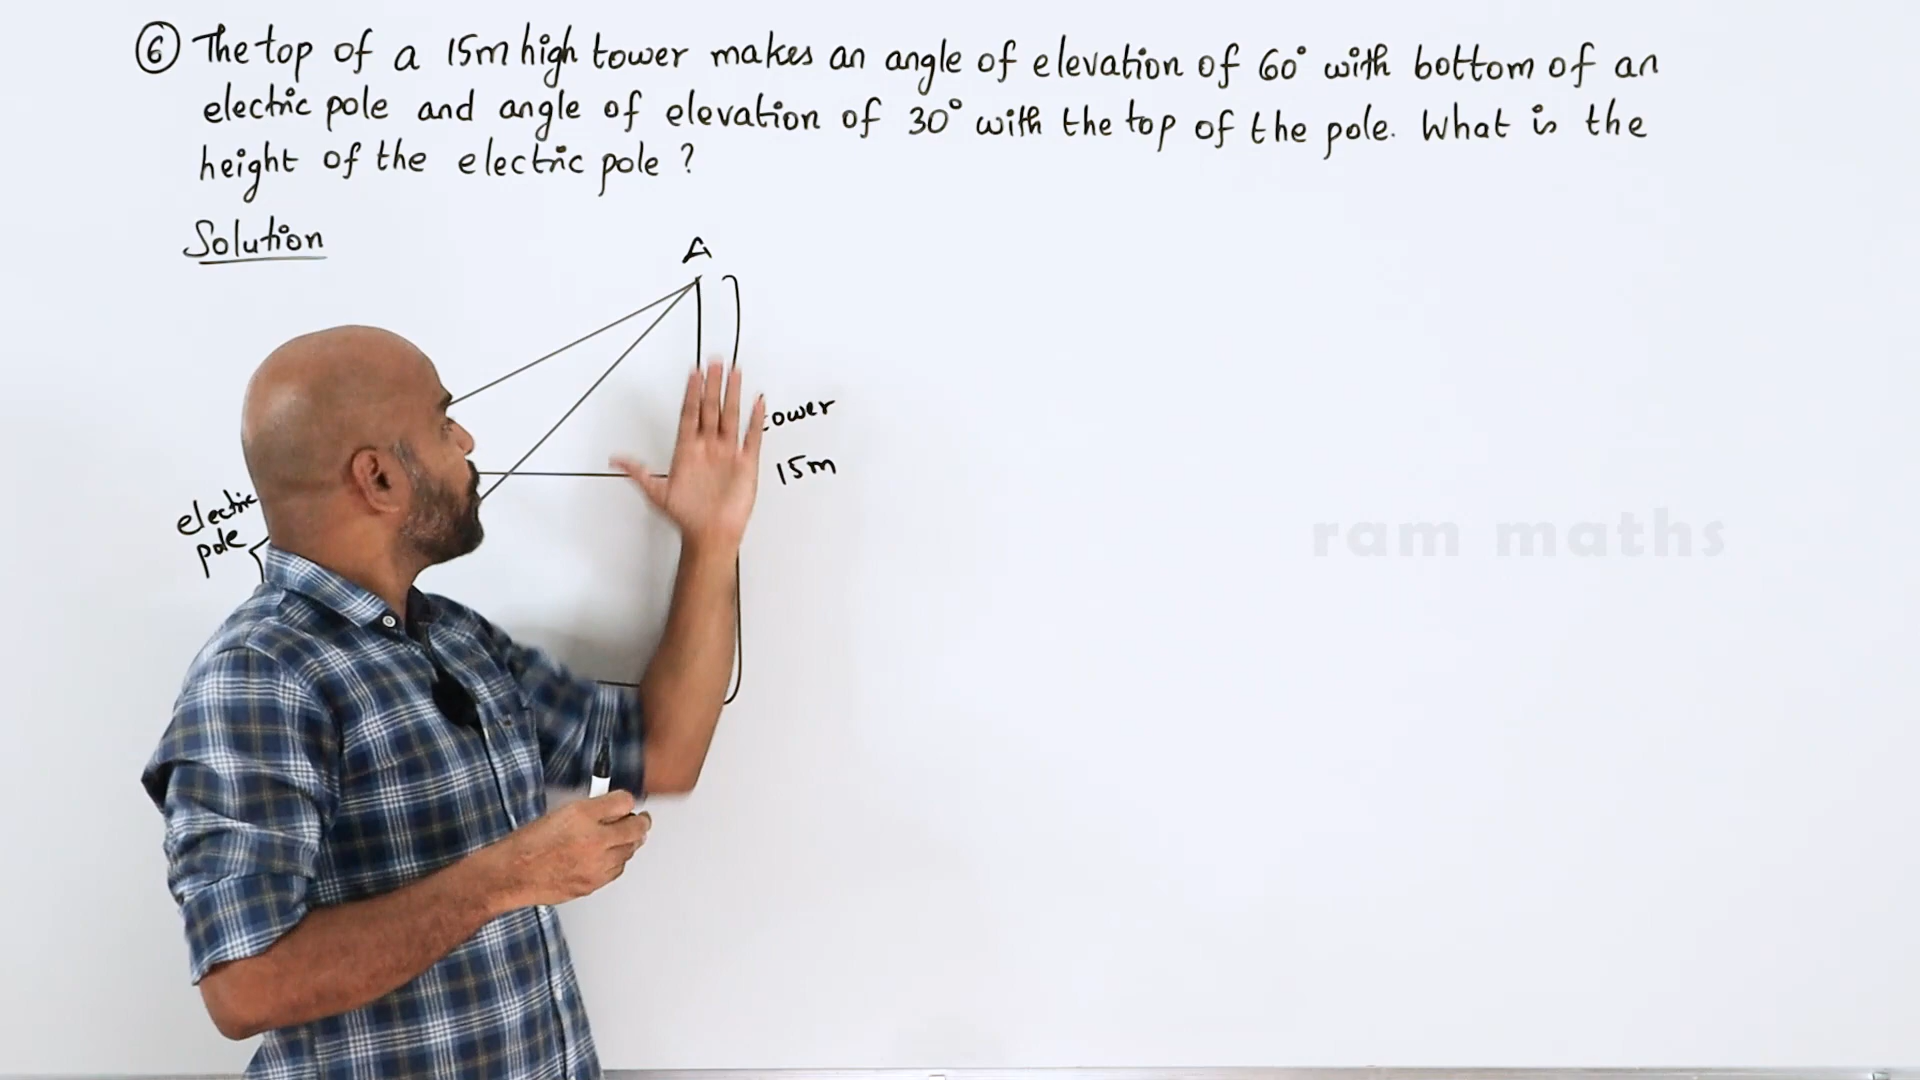 ⑥ The top of a 15m high tower makes an angle of elevation of 60° with bottom of an
electric pole and angle of elevation of 30° with the top of the pole. What is the
height of the electric pole ?
Solution
A
tower
15m
electric
pole
ram maths